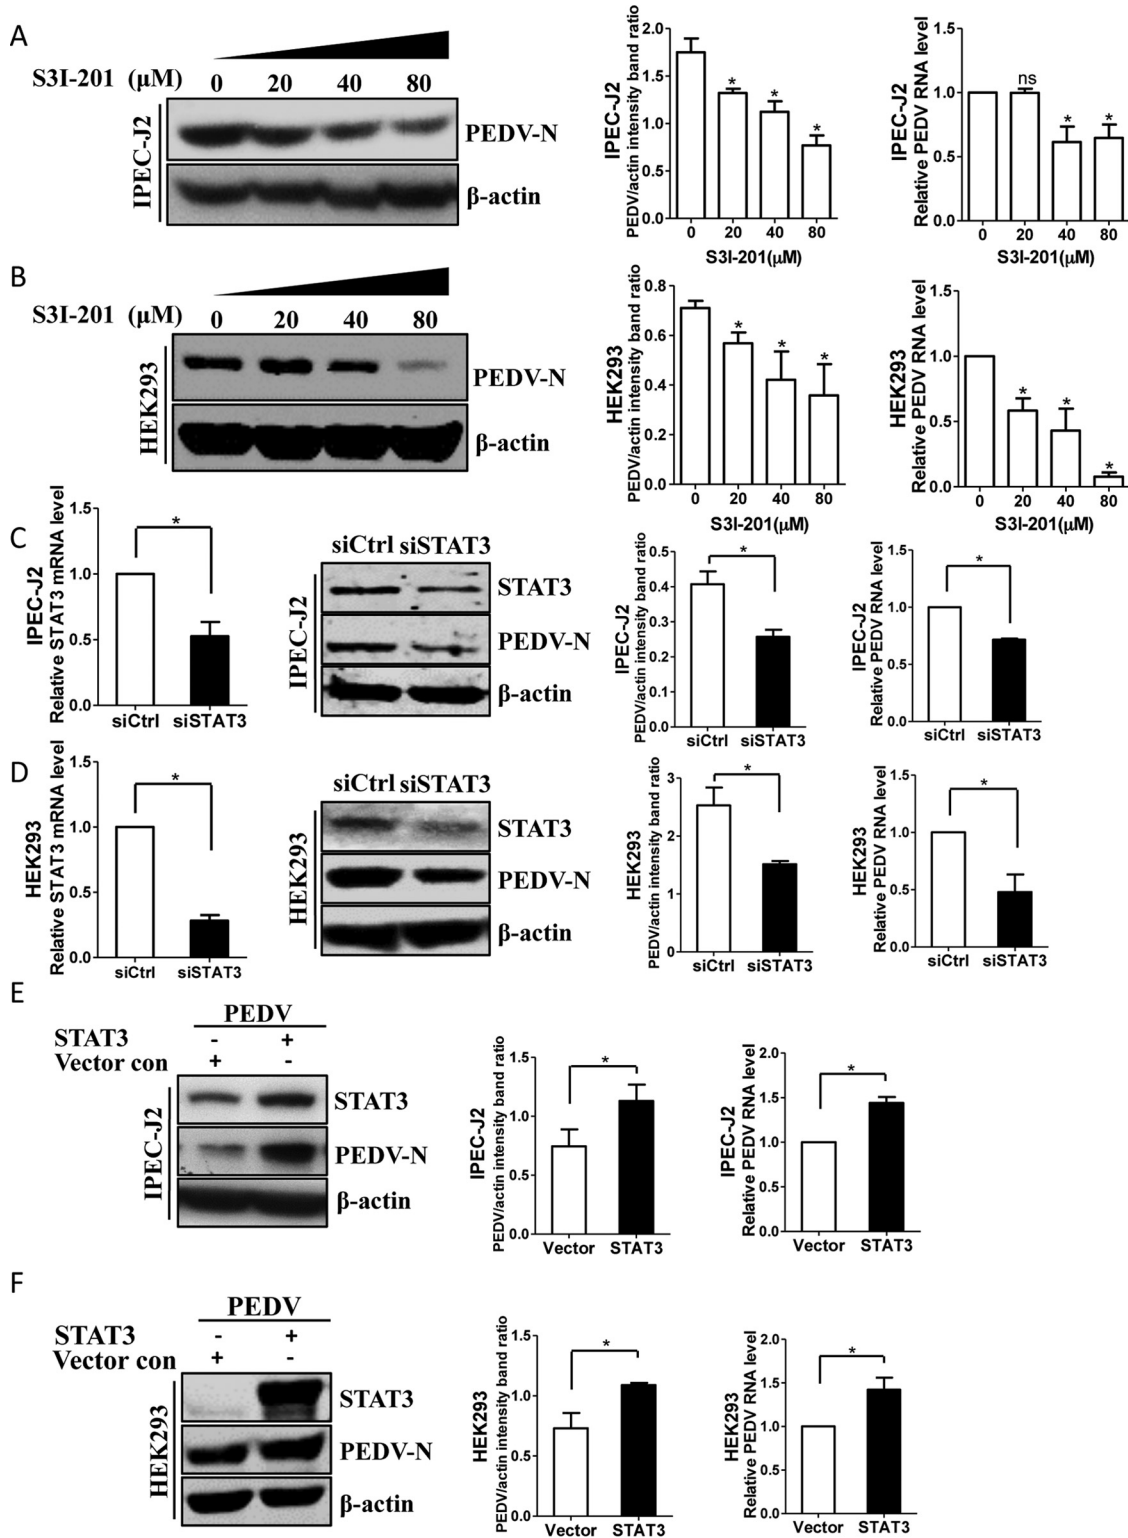 A
S3I-201 (μM) 0 20 40 80
IPEC-J2
PEDV-N
β-actin
IPEC-J2
PEDV/actin intensity band ratio
2.0
1.5
1.0
0.5
0.0
* * *
0 20 40 80
S3I-201(μM)
IPEC-J2
Relative PEDV RNA level
1.5
1.0
0.5
0.0
ns * *
0 20 40 80
S3I-201(μM)
B
S3I-201 (μM) 0 20 40 80
HEK293
PEDV-N
β-actin
HEK293
PEDV/actin intensity band ratio
0.8
0.6
0.4
0.2
0.0
* * *
0 20 40 80
S3I-201(μM)
HEK293
Relative PEDV RNA level
1.5
1.0
0.5
0.0
* * *
0 20 40 80
S3I-201(μM)
C
IPEC-J2
Relative STAT3 mRNA level
1.5
1.0
0.5
0.0
*
siCtrl siSTAT3
siCtrl siSTAT3
IPEC-J2
STAT3
PEDV-N
β-actin
IPEC-J2
PEDV/actin intensity band ratio
0.5
0.4
0.3
0.2
0.1
0.0
*
siCtrl siSTAT3
IPEC-J2
Relative PEDV RNA level
1.5
1.0
0.5
0.0
*
siCtrl siSTAT3
D
HEK293
Relative STAT3 mRNA level
1.5
1.0
0.5
0.0
*
siCtrl siSTAT3
siCtrl siSTAT3
HEK293
STAT3
PEDV-N
β-actin
HEK293
PEDV/actin intensity band ratio
3
2
1
0
*
siCtrl siSTAT3
HEK293
Relative PEDV RNA level
1.5
1.0
0.5
0.0
*
siCtrl siSTAT3
E
PEDV
STAT3 - +
Vector con + -
IPEC-J2
STAT3
PEDV-N
β-actin
IPEC-J2
PEDV/actin intensity band ratio
1.5
1.0
0.5
0.0
*
Vector STAT3
IPEC-J2
Relative PEDV RNA level
2.0
1.5
1.0
0.5
0.0
*
Vector STAT3
F
PEDV
STAT3 - +
Vector con + -
HEK293
STAT3
PEDV-N
β-actin
HEK293
PEDV/actin intensity band ratio
1.5
1.0
0.5
0.0
*
Vector STAT3
HEK293
Relative PEDV RNA level
2.0
1.5
1.0
0.5
0.0
*
Vector STAT3